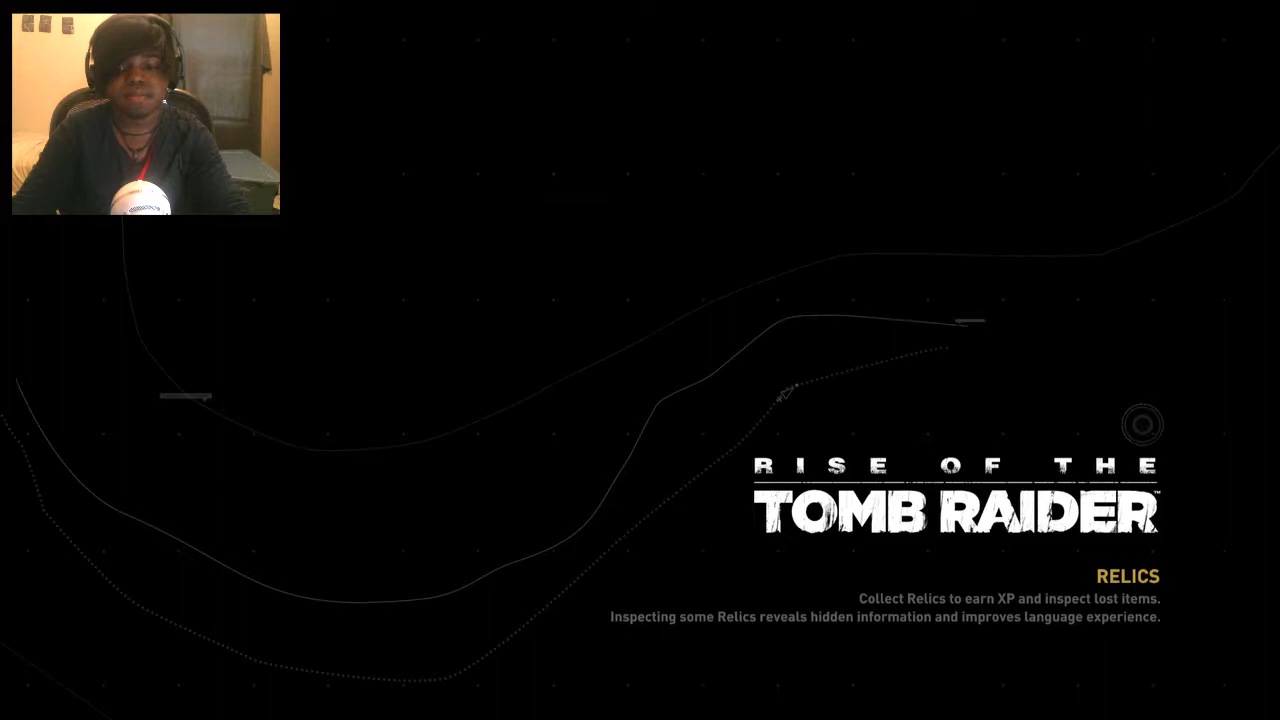 RISE OF THE
TOMB RAIDER™
RELICS
Collect Relics to earn XP and inspect lost items.
Inspecting some Relics reveals hidden information and improves language experience.